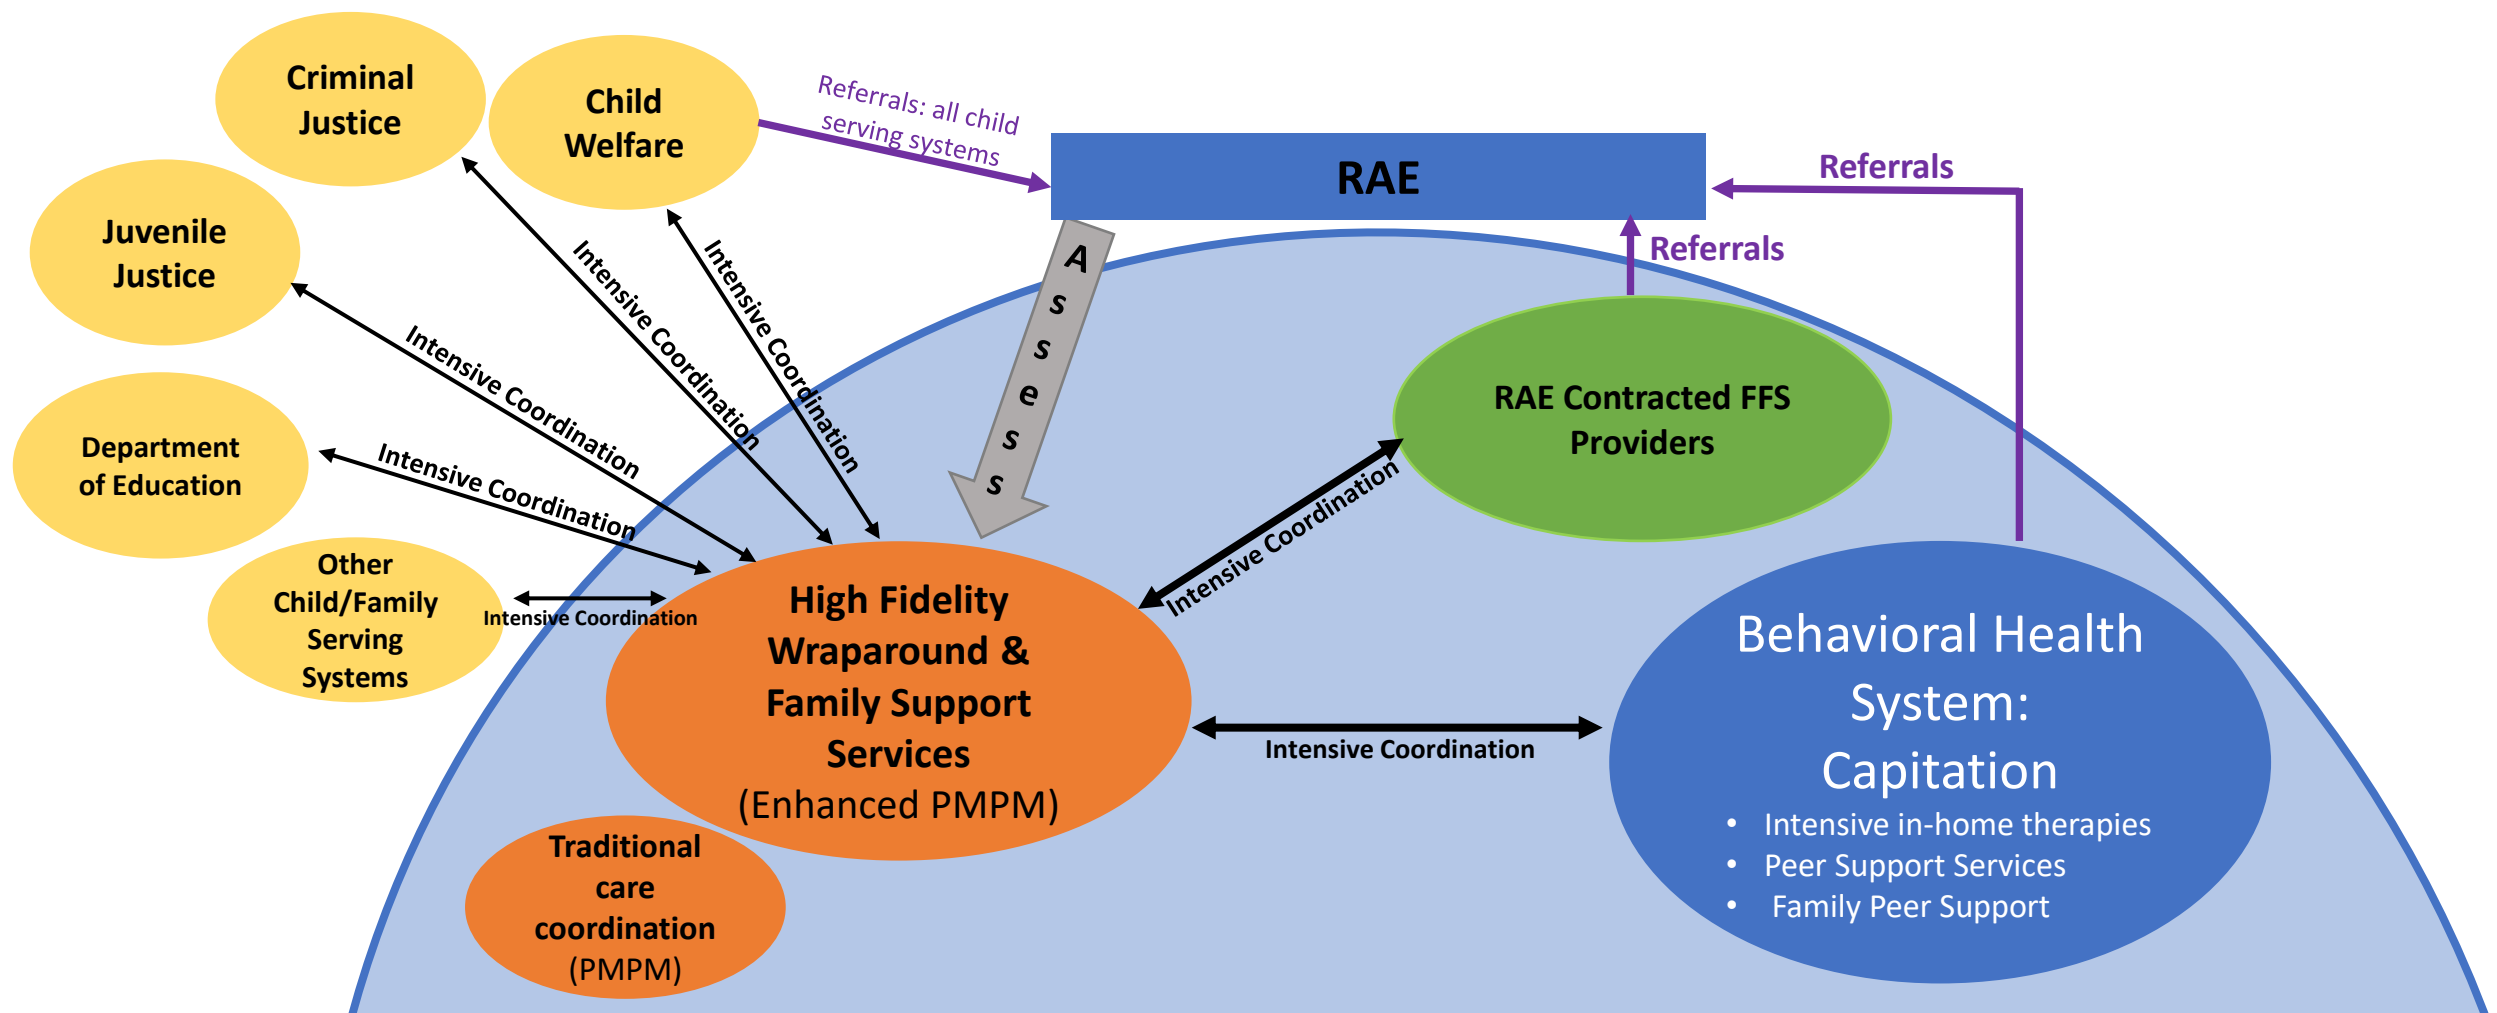 Criminal
Justice
Child
Welfare
Referrals: all child
serving systems
RAE
Referrals
Referrals
Juvenile
Justice
Assess
Intensive Coordination
Intensive Coordination
Intensive Coordination
Intensive Coordination
Department
of Education
RAE Contracted FFS
Providers
Intensive Coordination
Other
Child/Family
Serving
Systems
Intensive Coordination
High Fidelity
Wraparound &
Family Support
Services
(Enhanced PMPM)
Intensive Coordination
Behavioral Health
System:
Capitation
• Intensive in-home therapies
• Peer Support Services
• Family Peer Support
Traditional
care
coordination
(PMPM)